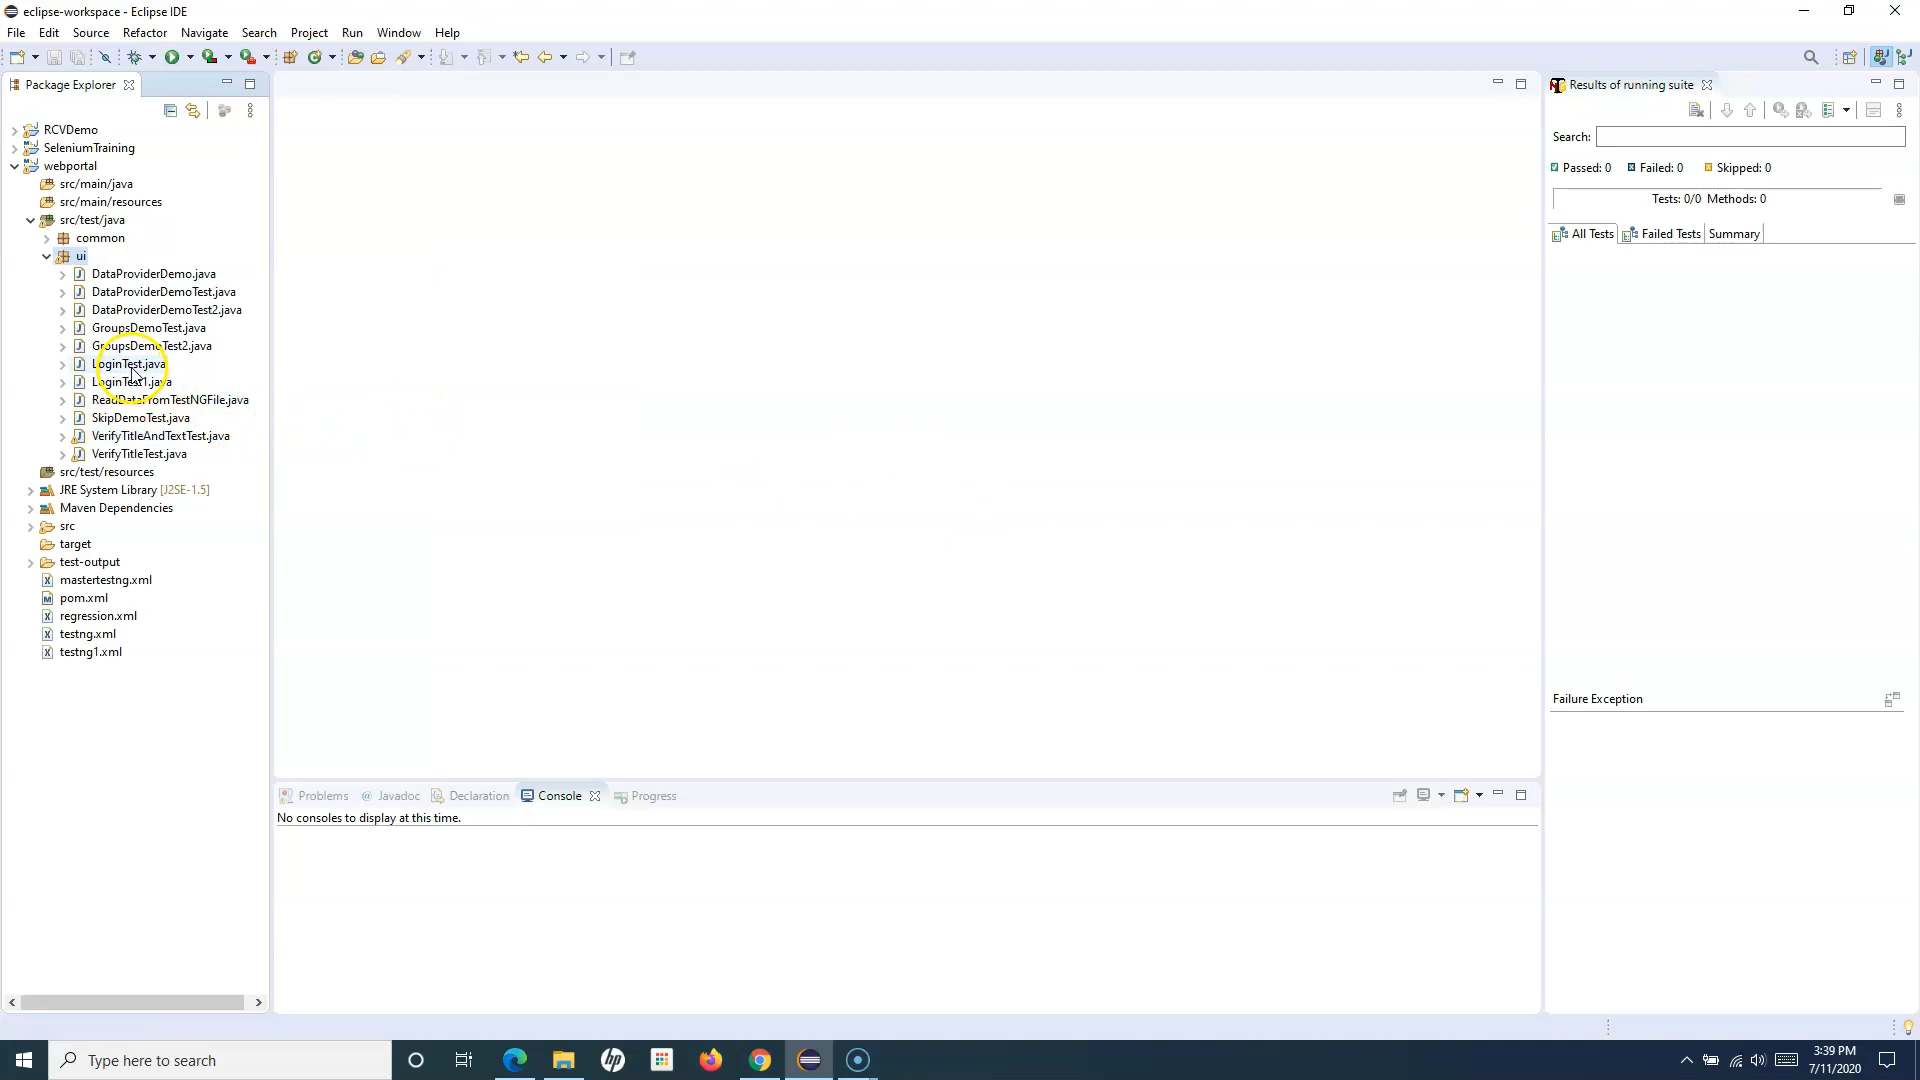 eclipse-workspace - Eclipse IDE
File Edit Source Refactor Navigate Search Project Run Window Help
Package Explorer
Results of running suite
RCVDemo
SeleniumTraining
webportal
src/main/java
src/main/resources
src/test/java
common
ui
DataProviderDemo.java
DataProviderDemoTest.java
DataProviderDemoTest2.java
GroupsDemoTest.java
GroupsDemoTest2.java
LoginTest.java
LoginTest1.java
ReadDataFromTestNGFile.java
SkipDemoTest.java
VerifyTitleAndTextTest.java
VerifyTitleTest.java
src/test/resources
JRE System Library [J2SE-1.5]
Maven Dependencies
src
target
test-output
mastertestng.xml
pom.xml
regression.xml
testng.xml
testng1.xml
Search:
Passed: 0 Failed: 0 Skipped: 0
Tests: 0/0 Methods: 0
All Tests Failed Tests Summary
Failure Exception
Problems Javadoc Declaration Console Progress
No consoles to display at this time.
Type here to search
3:39 PM
7/11/2020